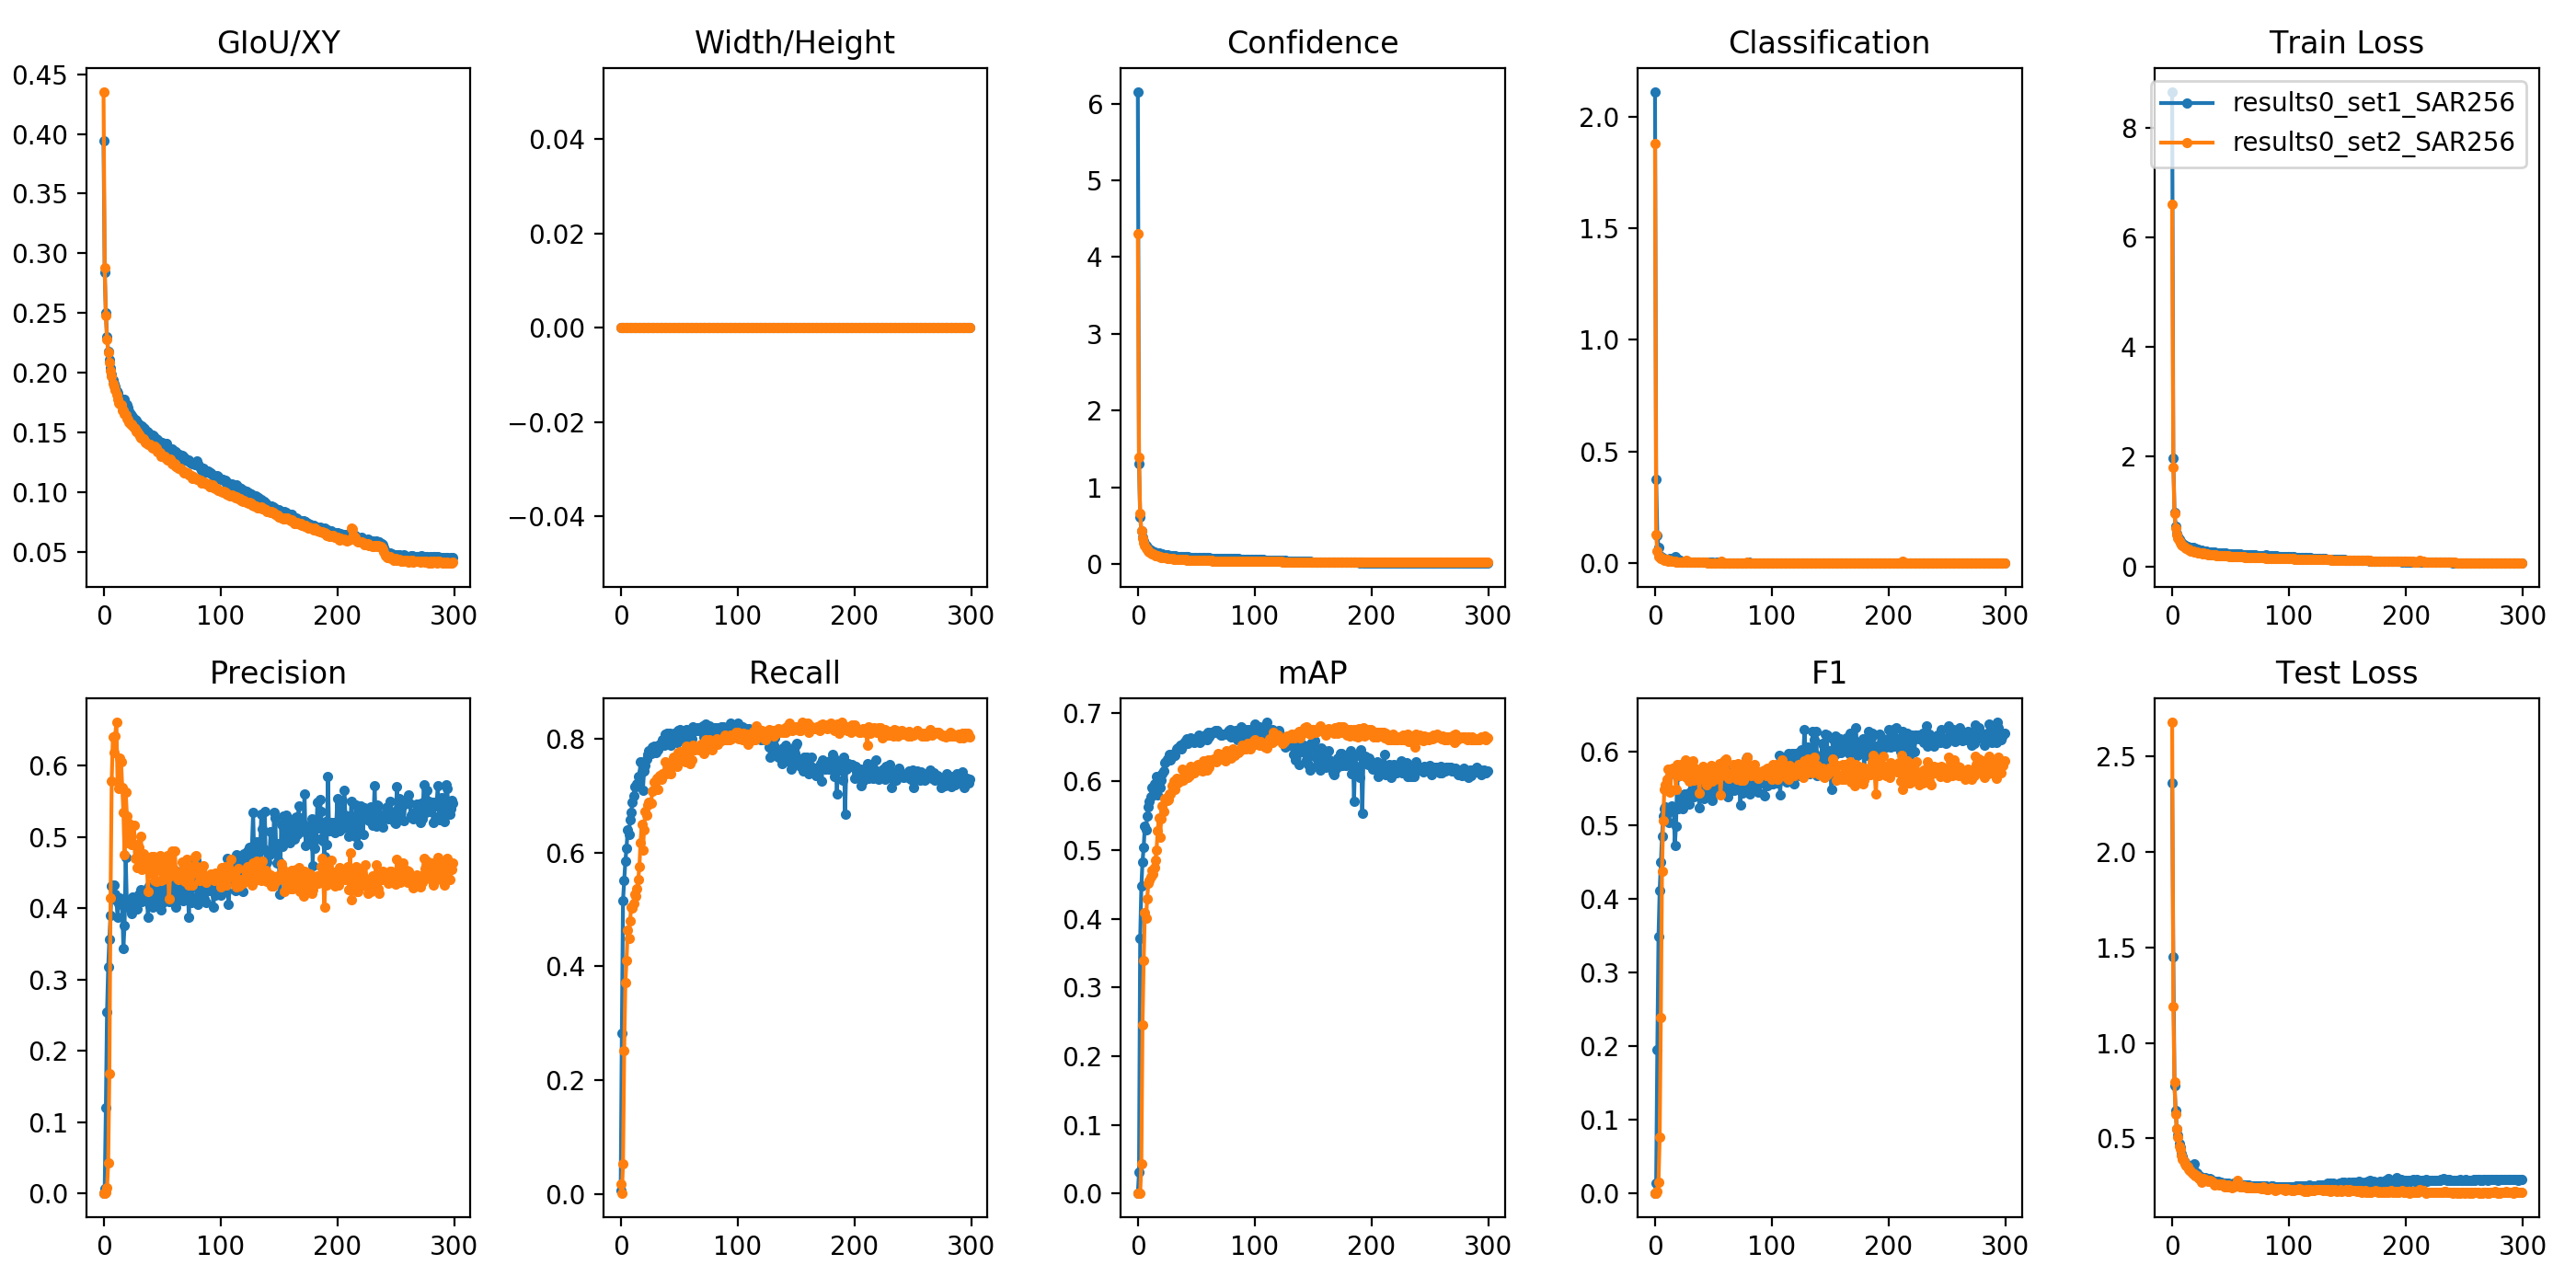 GIoU/XY
0.45
0.40
0.35
0.30
0.25
0.20
0.15
0.10
0.05
0 100 200 300
Width/Height
0.04
0.02
0.00
−0.02
−0.04
0 100 200 300
Confidence
6
5
4
3
2
1
0
0 100 200 300
Classification
2.0
1.5
1.0
0.5
0.0
0 100 200 300
Train Loss
results0_set1_SAR256
results0_set2_SAR256
8
6
4
2
0
0 100 200 300
Precision
0.6
0.5
0.4
0.3
0.2
0.1
0.0
0 100 200 300
Recall
0.8
0.6
0.4
0.2
0.0
0 100 200 300
mAP
0.7
0.6
0.5
0.4
0.3
0.2
0.1
0.0
0 100 200 300
F1
0.6
0.5
0.4
0.3
0.2
0.1
0.0
0 100 200 300
Test Loss
2.5
2.0
1.5
1.0
0.5
0 100 200 300